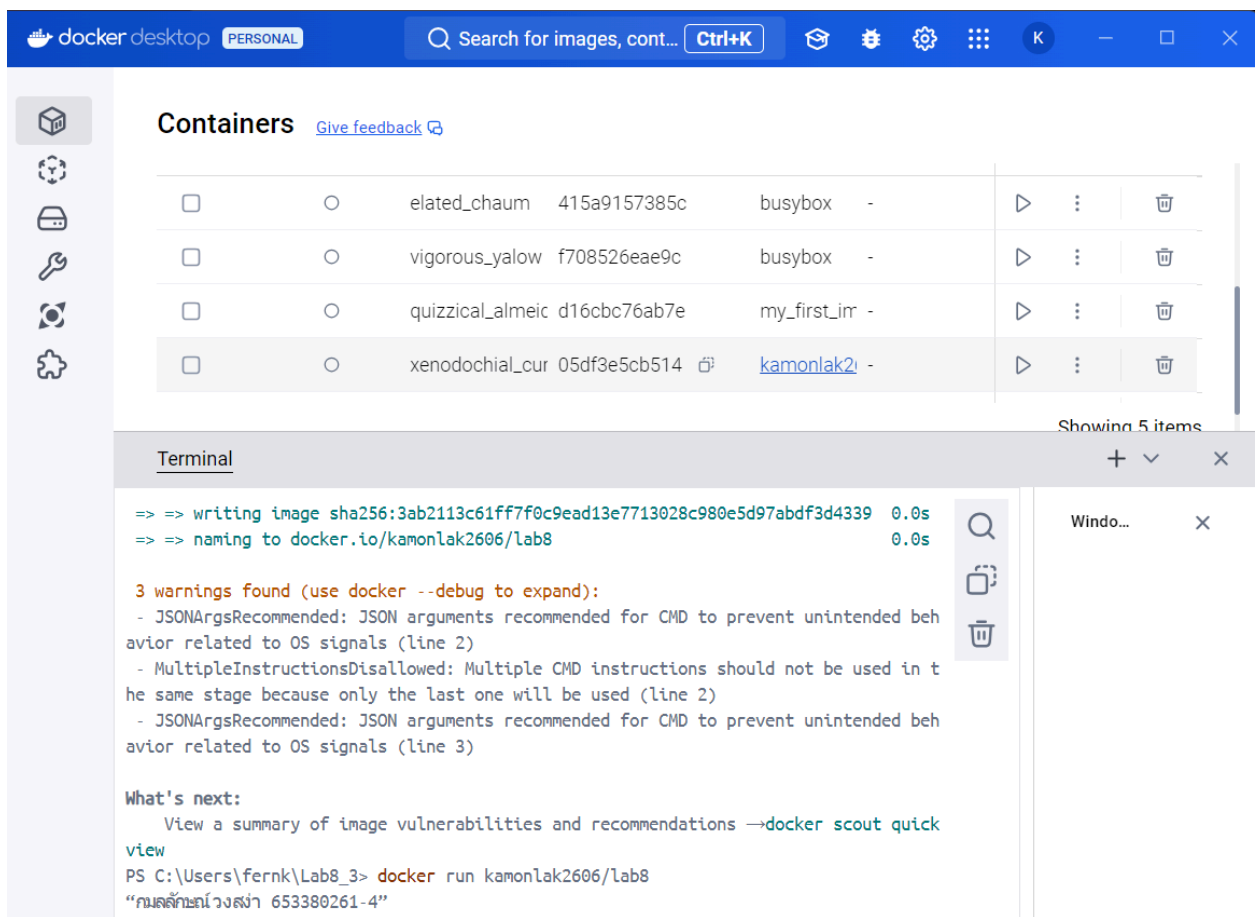 docker desktop PERSONAL Search for images, cont... Ctrl+K K
Containers Give feedback
elated_chaum 415a9157385c busybox -
vigorous_yalow f708526eae9c busybox -
quizzical_almeic d16cbc76ab7e my_first_im -
xenodochial_cur 05df3e5cb514 kamonlak2 -
Showing 5 items
Terminal
Windo...
=> => writing image sha256:3ab2113c61ff7f0c9ead13e7713028c980e5d97abdf3d4339 0.0s
=> => naming to docker.io/kamonlak2606/lab8 0.0s
3 warnings found (use docker --debug to expand):
- JSONArgsRecommended: JSON arguments recommended for CMD to prevent unintended beh
avior related to OS signals (line 2)
- MultipleInstructionsDisallowed: Multiple CMD instructions should not be used in t
he same stage because only the last one will be used (line 2)
- JSONArgsRecommended: JSON arguments recommended for CMD to prevent unintended beh
avior related to OS signals (line 3)
What's next:
View a summary of image vulnerabilities and recommendations →docker scout quick
view
PS C:\Users\fernk\Lab8_3> docker run kamonlak2606/lab8
“กมลลักษณ์ วงสง่า 653380261-4”